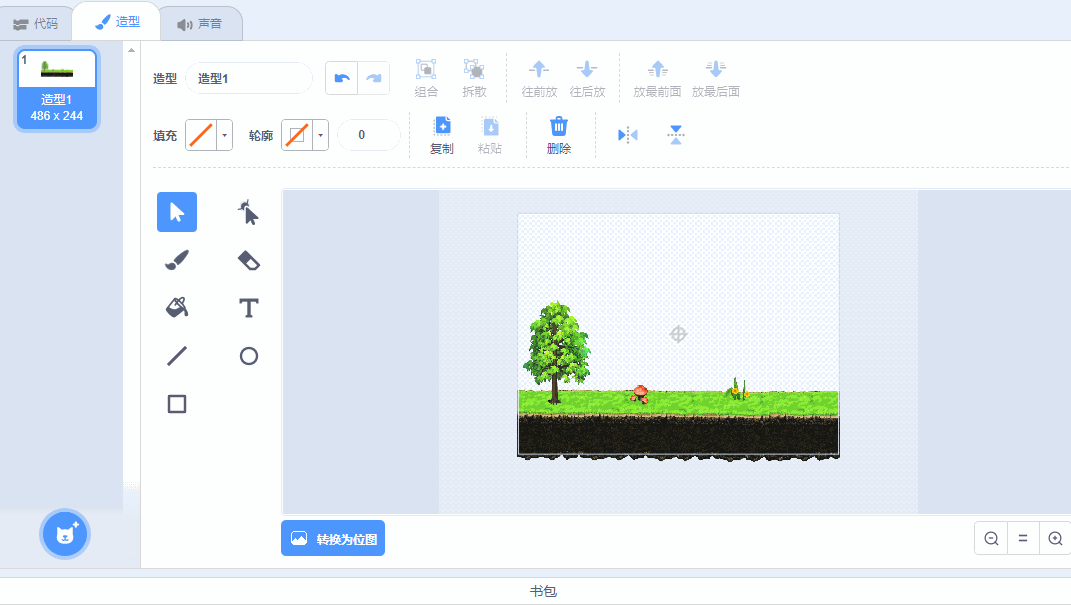 代码
造型
声音
1
造型1
486 x 244
造型
造型1
组合
拆散
往前放
往后放
放最前面
放最后面
填充
轮廓
0
复制
粘贴
删除
T
转换为位图
=
书包